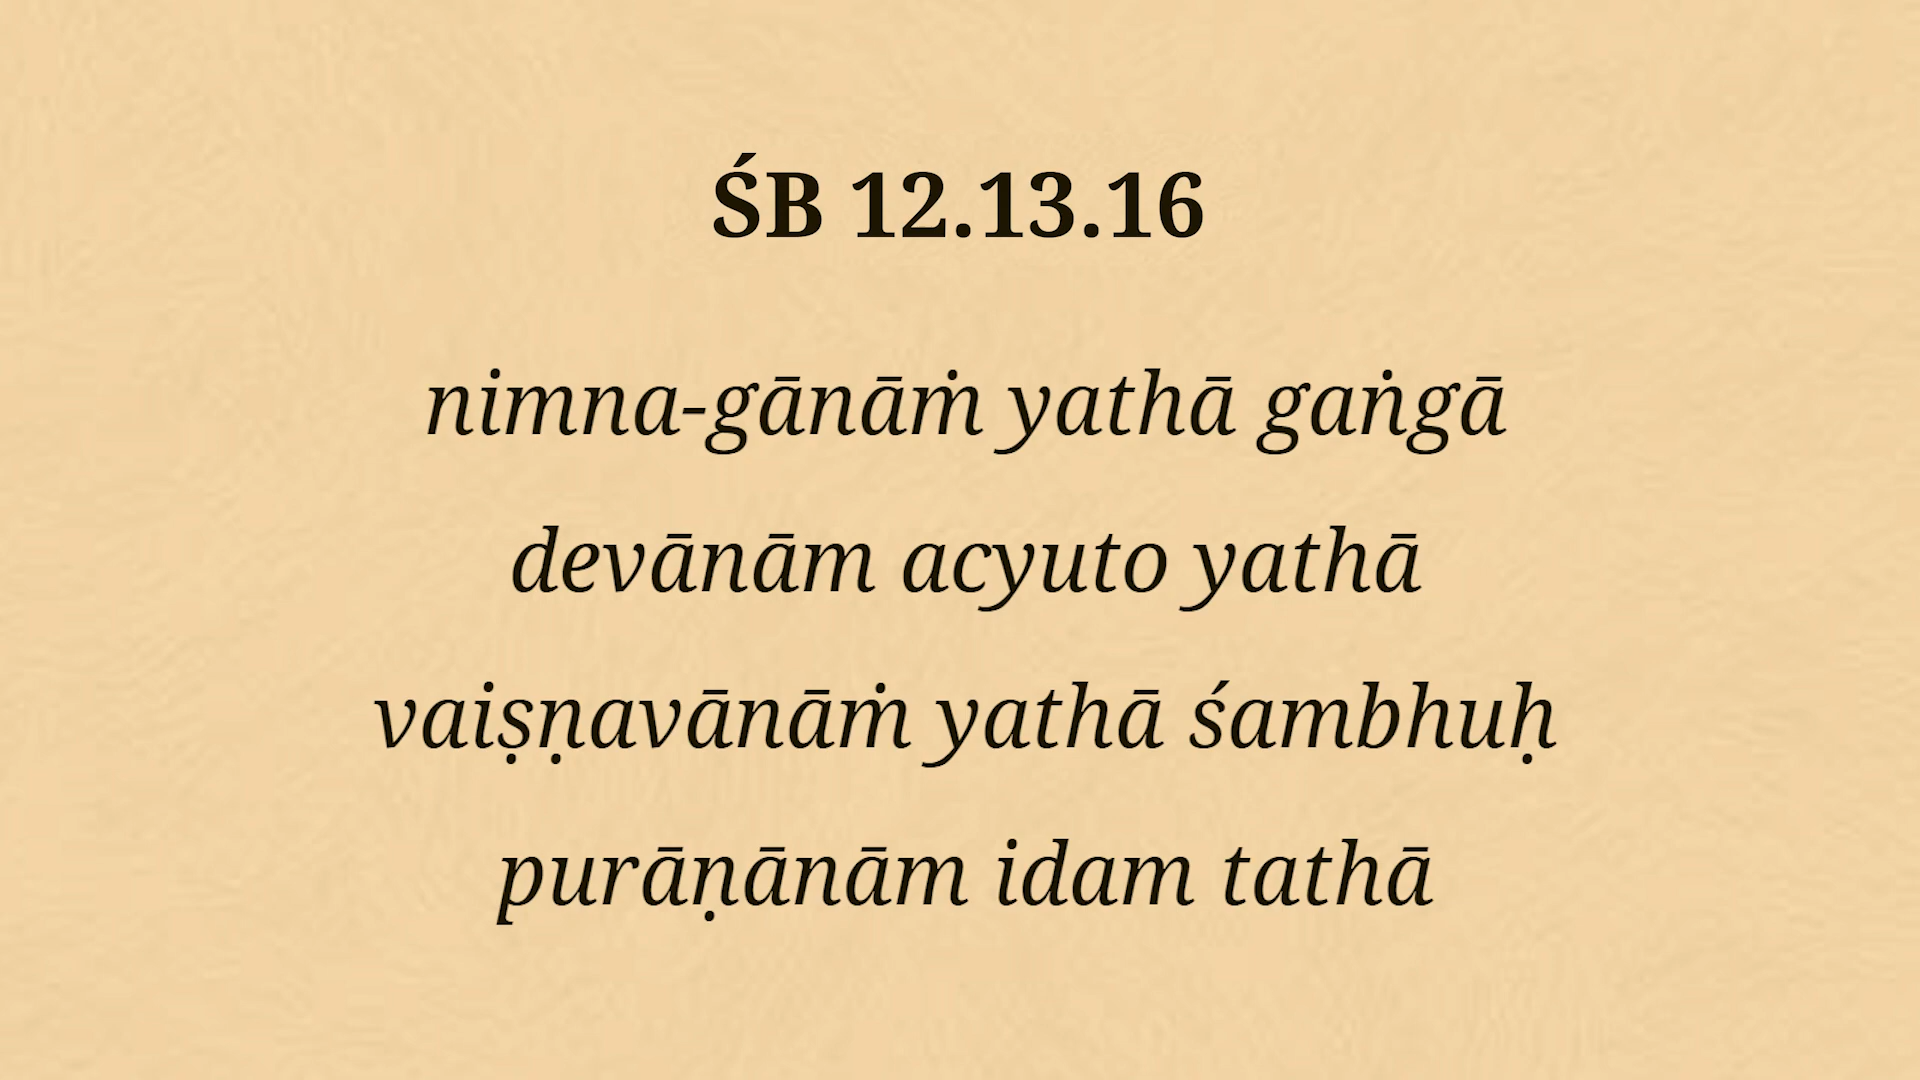 ŚB 12.13.16
nimna-gānāṁ yathā gaṅgā
devānām acyuto yathā
vaiṣṇavānāṁ yathā śambhuḥ
purāṇānām idam tathā